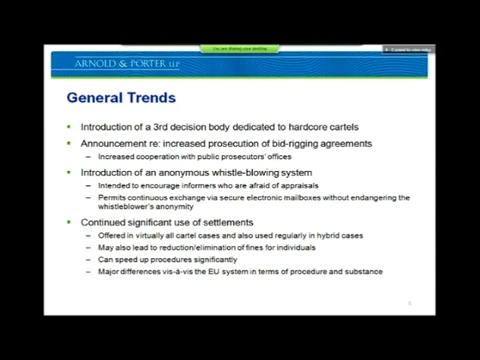 You are sharing your desktop
ARNOLD & PORTER LLP
General Trends
Introduction of a 3rd decision body dedicated to hardcore cartels
Announcement re: increased prosecution of bid-rigging agreements
– Increased cooperation with public prosecutors' offices
Introduction of an anonymous whistle-blowing system
– Intended to encourage informers who are afraid of appraisals
– Permits continuous exchange via secure electronic mailboxes without endangering the
whistleblower's anonymity
Continued significant use of settlements
– Offered in virtually all cartel cases and also used regularly in hybrid cases
– May also lead to reduction/elimination of fines for individuals
– Can speed up procedures significantly
– Major differences vis-à-vis the EU system in terms of procedure and substance